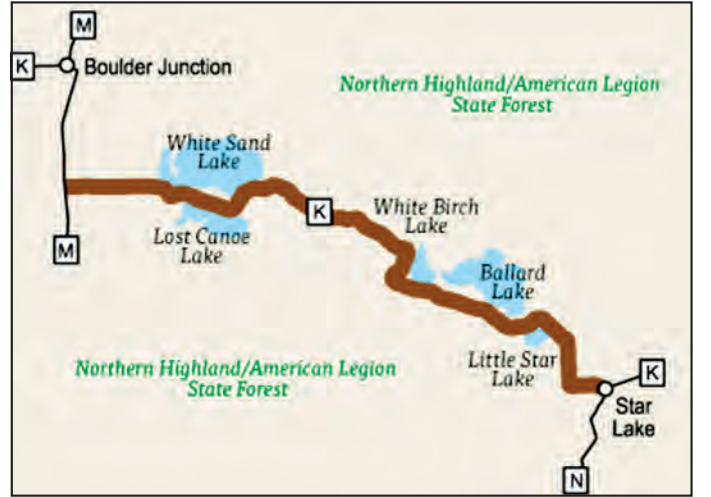 M
K
Boulder Junction
Northern Highland/American Legion
State Forest
White Sand
Lake
K
White Birch
Lake
Lost Canoe
Lake
M
Ballard
Lake
Northern Highland/American Legion
State Forest
Little Star
Lake
K
Star
Lake
N